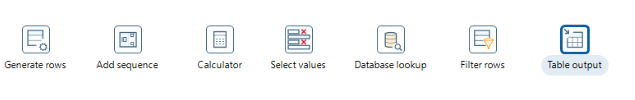 Generate rows
Add sequence
Calculator
Select values
Database lookup
Filter rows
Table output